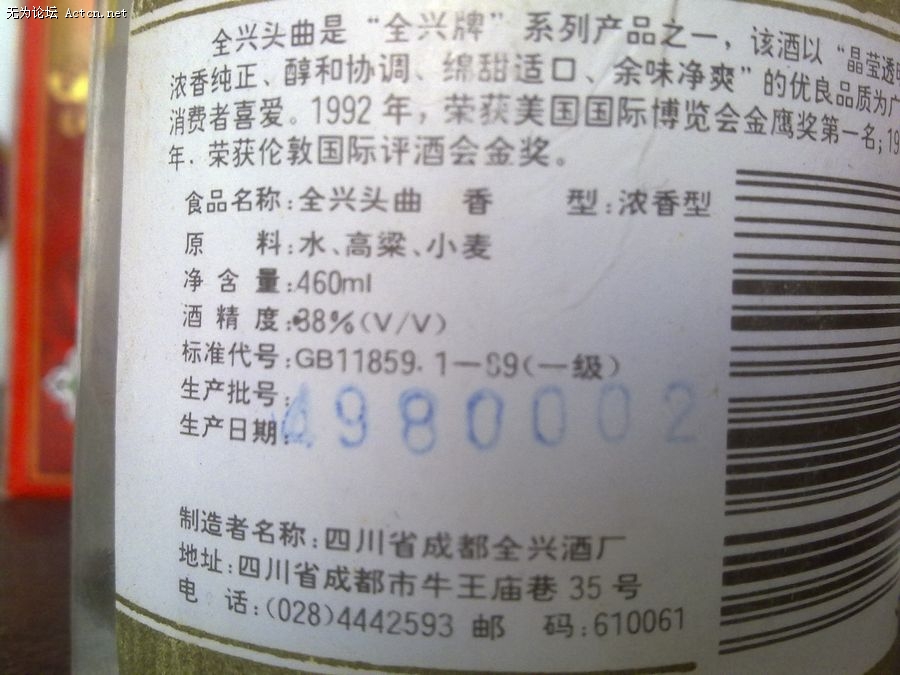 无为论坛 Actcn.net
全兴头曲是“全兴牌”系列产品之一，该酒以“晶莹透
浓香纯正、醇和协调、绵甜适口、余味净爽”的优良品质为广
消费者喜爱。1992年，荣获美国国际博览会金鹰奖第一名；19
年．荣获伦敦国际评酒会金奖。
食品名称：全兴头曲 香 型：浓香型
原 料：水、高粱、小麦
净含量：460ml
酒精度：38％（V/V）
标准代号：GB11859．1—89（一级）
生产批号：
4980002
生产日期：
制造者名称：四川省成都全兴酒厂
地址：四川省成都市牛王庙巷35号
电 话：（028）4442593 邮 码：610061